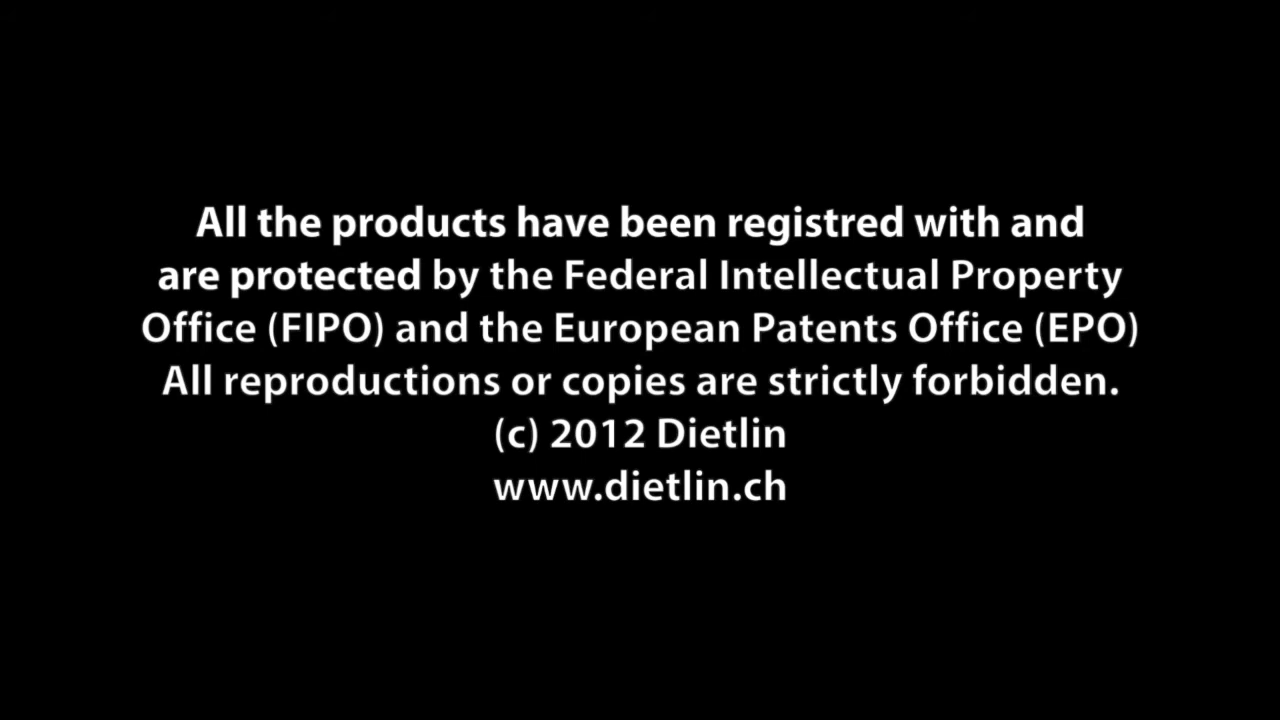 All the products have been registred with and
are protected by the Federal Intellectual Property
Office (FIPO) and the European Patents Office (EPO)
All reproductions or copies are strictly forbidden.
(c) 2012 Dietlin
www.dietlin.ch